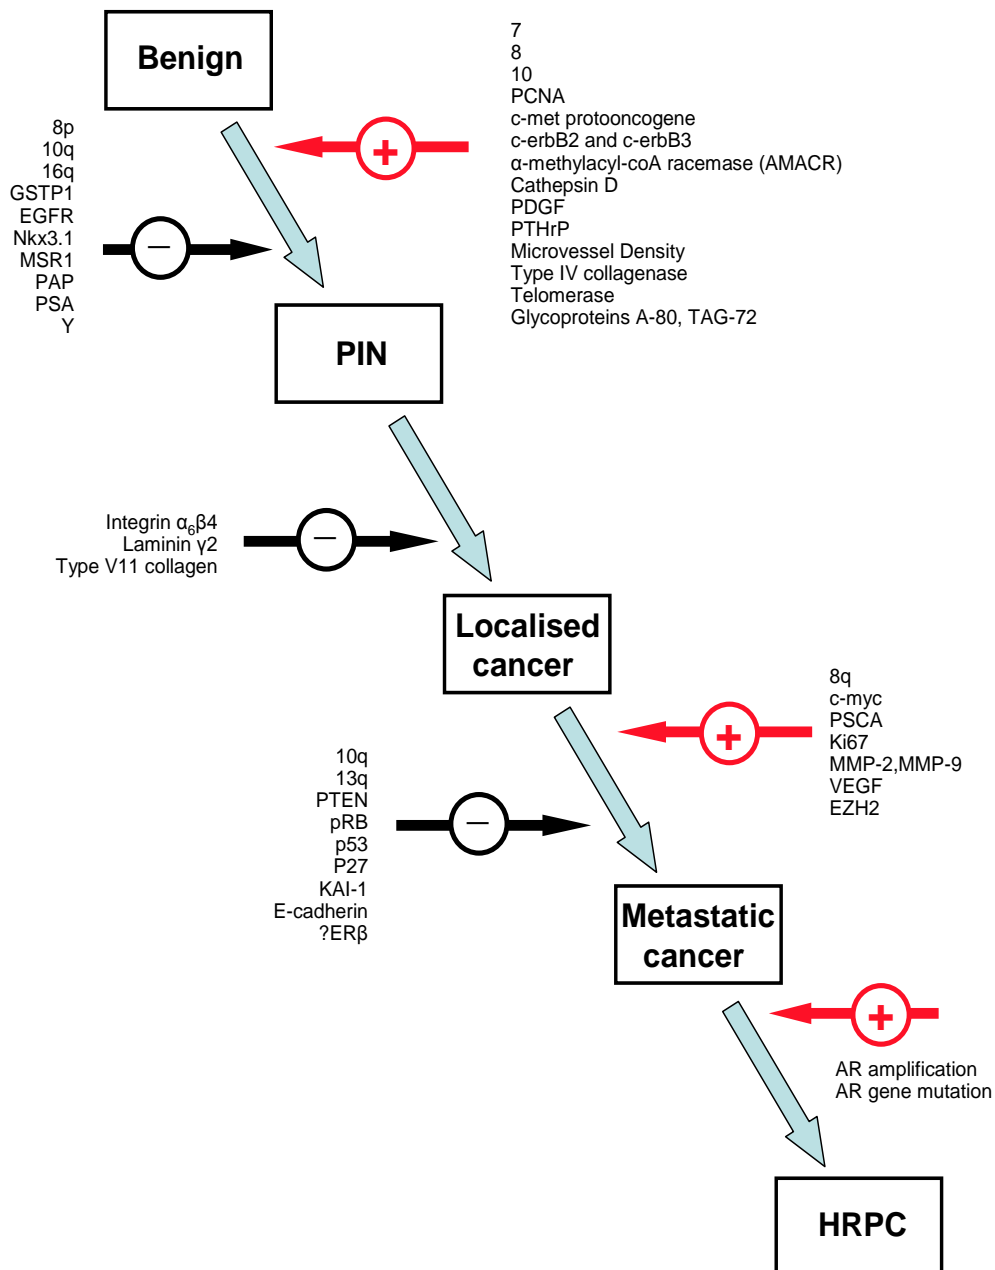 Benign
7
8
10
PCNA
c-met protooncogene
c-erbB2 and c-erbB3
α-methylacyl-coA racemase (AMACR)
Cathepsin D
PDGF
PTHrP
Microvessel Density
Type IV collagenase
Telomerase
Glycoproteins A-80, TAG-72
+
8p
10q
16q
GSTP1
EGFR
Nkx3.1
MSR1
PAP
PSA
Y
−
PIN
Integrin α₆β4
Laminin γ2
Type V11 collagen
−
Localised
cancer
8q
c-myc
PSCA
Ki67
MMP-2,MMP-9
VEGF
EZH2
+
10q
13q
PTEN
pRB
p53
P27
KAI-1
E-cadherin
?ERβ
−
Metastatic
cancer
+
AR amplification
AR gene mutation
HRPC